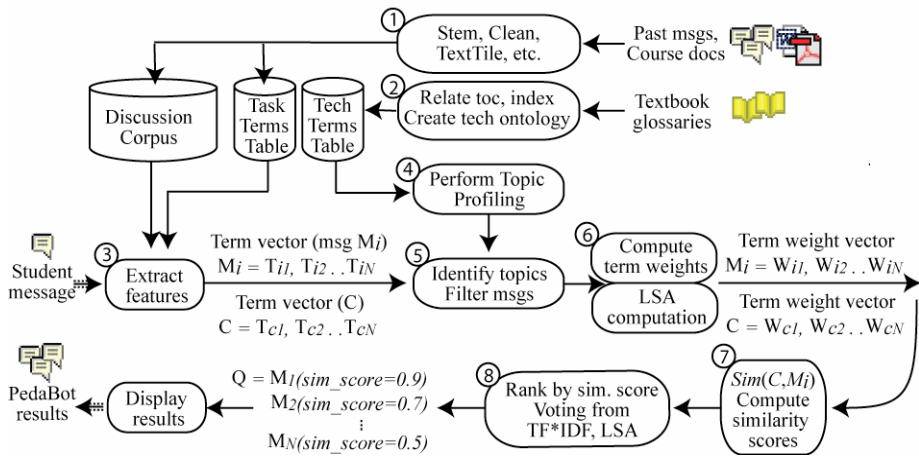 1
Stem, Clean,
TextTile, etc.
Past msgs,
Course docs
Discussion
Corpus
Task
Terms
Table
Tech
Terms
Table
2
Relate toc, index
Create tech ontology
Textbook
glossaries
4
Perform Topic
Profiling
Student
message
3
Extract
features
Term vector (msg Mi)
Mi = Ti1, Ti2 . . TiN
Term vector (C)
C = Tc1, Tc2 . . TcN
5
Identify topics
Filter msgs
6
Compute
term weights
LSA
computation
Term weight vector
Mi = Wi1, Wi2 . . WiN
Term weight vector
C = Wc1, Wc2 . . WcN
7
Sim(C,Mi)
Compute
similarity
scores
8
Rank by sim. score
Voting from
TF*IDF, LSA
Q = M1(sim_score=0.9)
M2(sim_score=0.7)
⋮
MN(sim_score=0.5)
Display
results
PedaBot
results